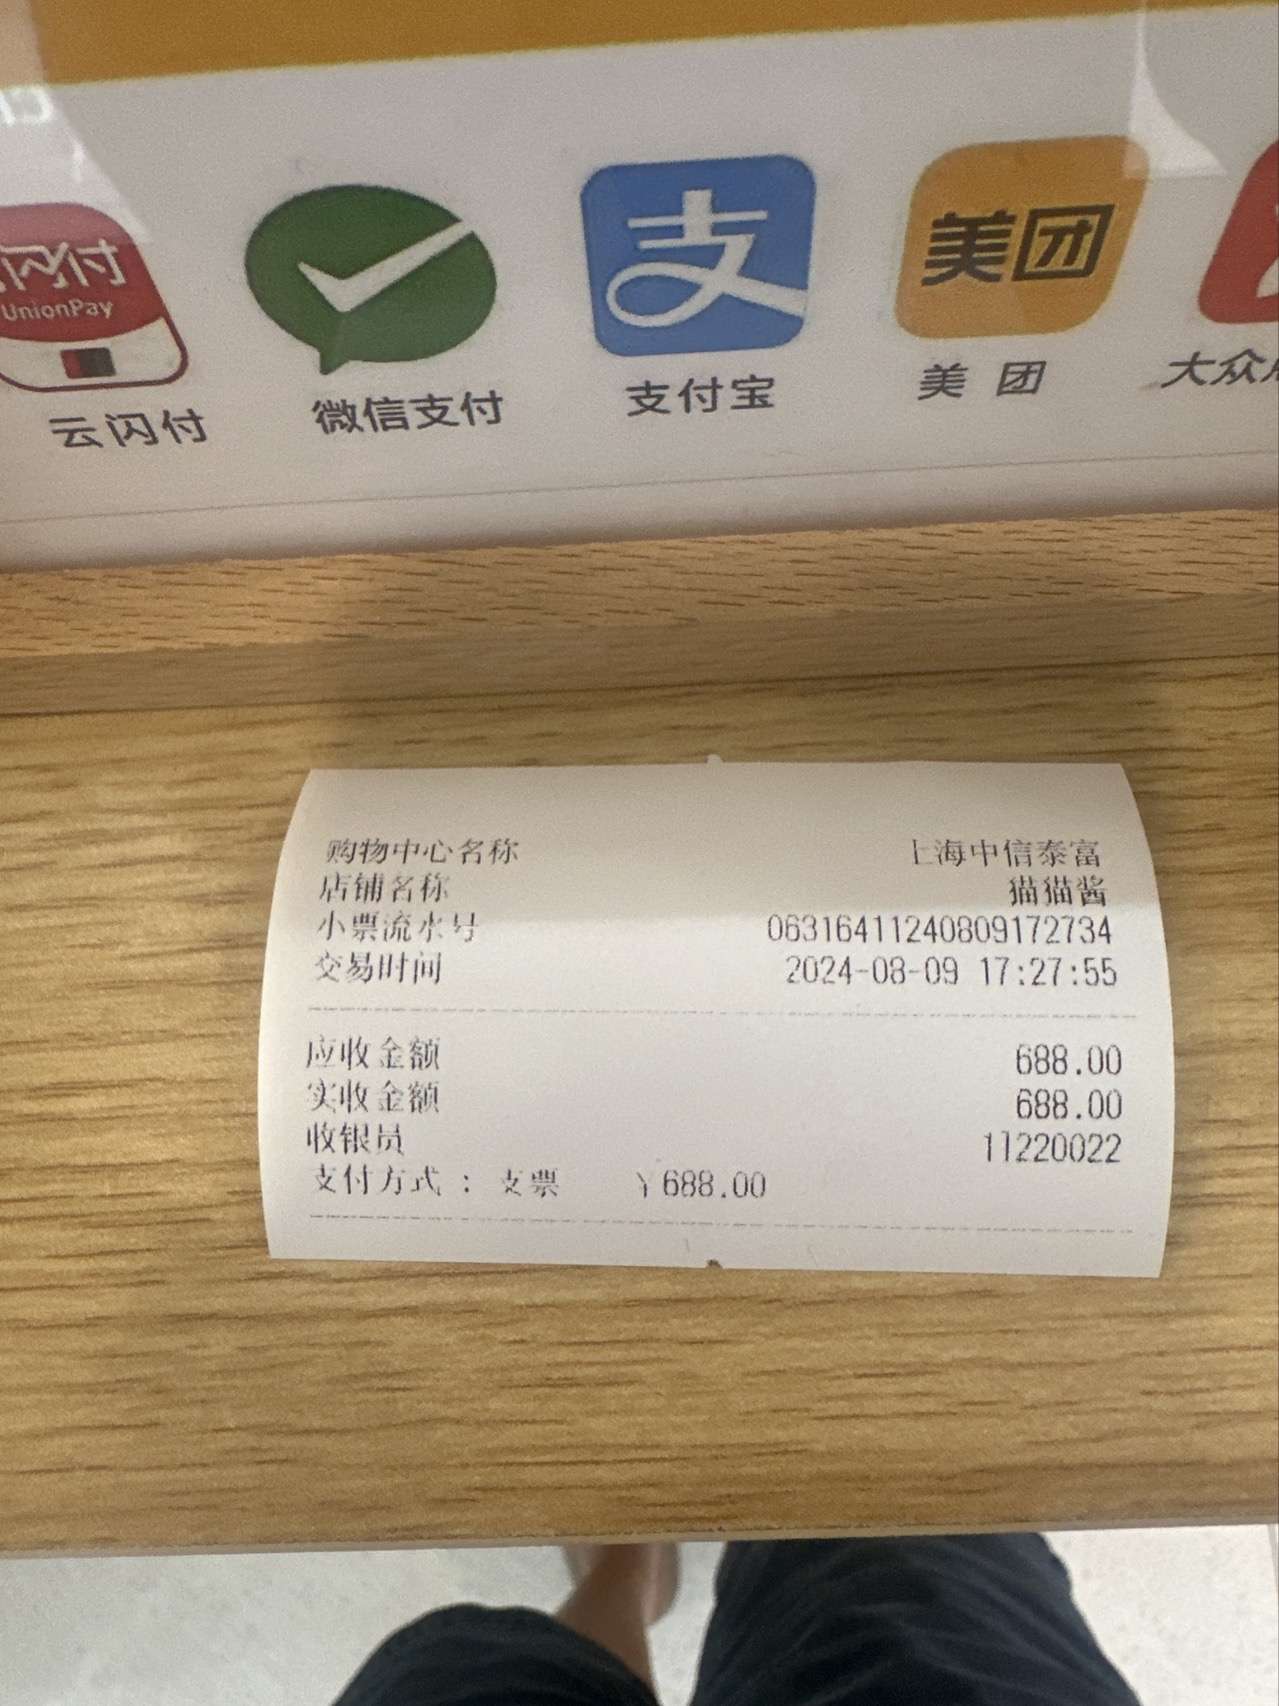 闪付
UnionPay
支
美团
云闪付
微信支付
支付宝
美 团
大众
购物中心名称 上海中信泰富
店铺名称 猫猫酱
小票流水号 06316411240809172734
交易时间 2024-08-09 17:27:55
应收金额 688.00
实收金额 688.00
收银员 11220022
支付方式 : 支票 ¥688.00